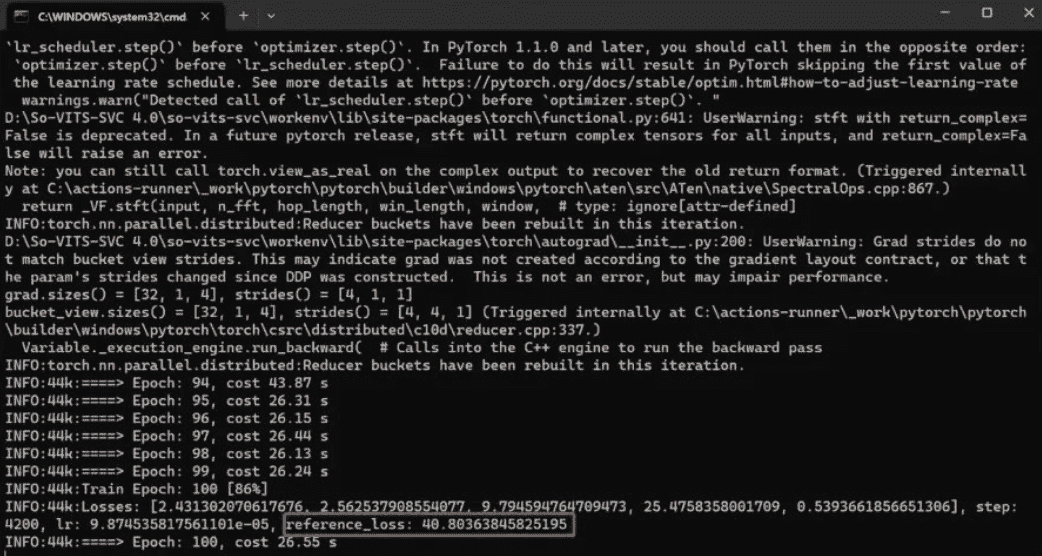 C:\WINDOWS\system32\cmd.
`lr_scheduler.step()` before `optimizer.step()`. In PyTorch 1.1.0 and later, you should call them in the opposite order:
`optimizer.step()` before `lr_scheduler.step()`.  Failure to do this will result in PyTorch skipping the first value of
the learning rate schedule. See more details at https://pytorch.org/docs/stable/optim.html#how-to-adjust-learning-rate
warnings.warn("Detected call of `lr_scheduler.step()` before `optimizer.step()`. "
D:\So-VITS-SVC 4.0\so-vits-svc\workenv\lib\site-packages\torch\functional.py:641: UserWarning: stft with return_complex=
False is deprecated. In a future pytorch release, stft will return complex tensors for all inputs, and return_complex=Fa
lse will raise an error.
Note: you can still call torch.view_as_real on the complex output to recover the old return format. (Triggered internall
y at C:\actions-runner\_work\pytorch\pytorch\builder\windows\pytorch\aten\src\ATen\native\SpectralOps.cpp:867.)
return _VF.stft(input, n_fft, hop_length, win_length, window,  # type: ignore[attr-defined]
INFO:torch.nn.parallel.distributed:Reducer buckets have been rebuilt in this iteration.
D:\So-VITS-SVC 4.0\so-vits-svc\workenv\lib\site-packages\torch\autograd\__init__.py:200: UserWarning: Grad strides do no
t match bucket view strides. This may indicate grad was not created according to the gradient layout contract, or that t
he param's strides changed since DDP was constructed.  This is not an error, but may impair performance.
grad.sizes() = [32, 1, 4], strides() = [4, 1, 1]
bucket_view.sizes() = [32, 1, 4], strides() = [4, 4, 1] (Triggered internally at C:\actions-runner\_work\pytorch\pytorch
\builder\windows\pytorch\torch\csrc\distributed\c10d\reducer.cpp:337.)
Variable._execution_engine.run_backward(  # Calls into the C++ engine to run the backward pass
INFO:torch.nn.parallel.distributed:Reducer buckets have been rebuilt in this iteration.
INFO:44k:====> Epoch: 94, cost 43.87 s
INFO:44k:====> Epoch: 95, cost 26.31 s
INFO:44k:====> Epoch: 96, cost 26.15 s
INFO:44k:====> Epoch: 97, cost 26.44 s
INFO:44k:====> Epoch: 98, cost 26.13 s
INFO:44k:====> Epoch: 99, cost 26.24 s
INFO:44k:Train Epoch: 100 [86%]
INFO:44k:Losses: [2.431302070617676, 2.562537908554077, 9.794594764709473, 25.4758358001709, 0.5393661856651306], step:
4200, lr: 9.874535817561101e-05, reference_loss: 40.80363845825195
INFO:44k:====> Epoch: 100, cost 26.55 s